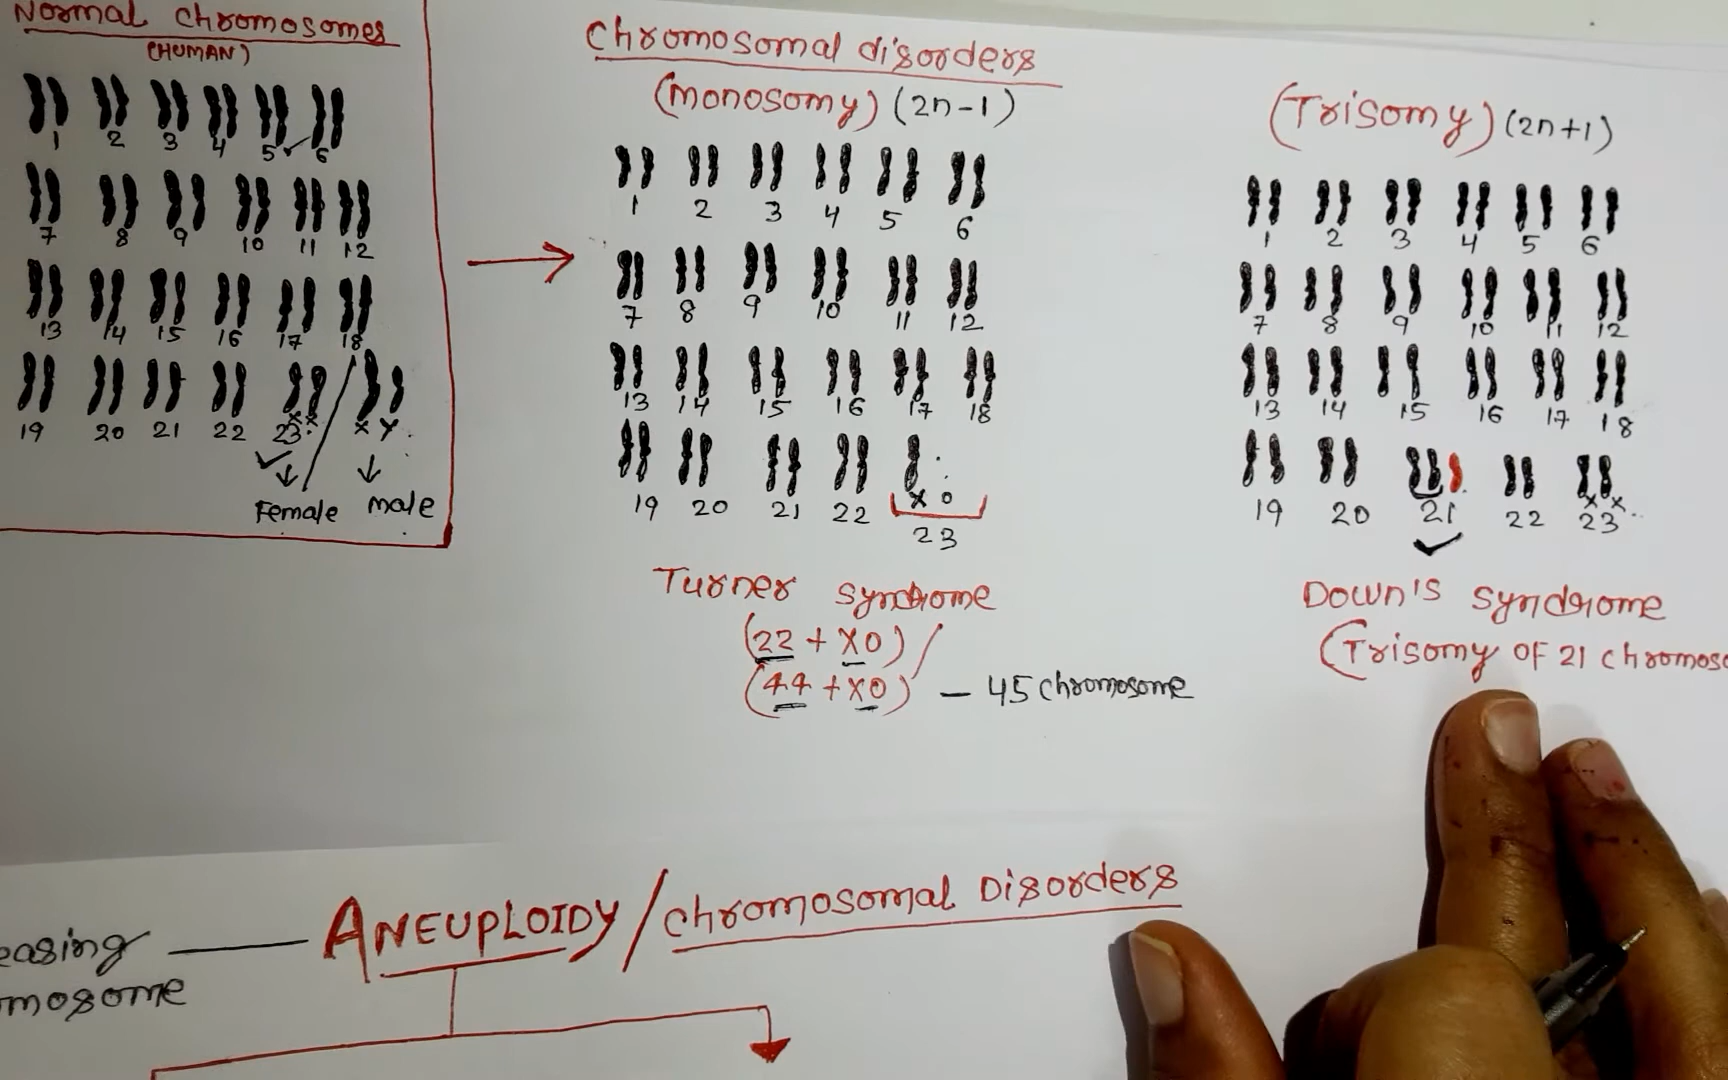 Normal chromosomes
(HUMAN)
1 2 3 4 5 6
7 8 9 10 11 12
13 14 15 16 17 18
19 20 21 22 23 X X X Y
Female male
Chromosomal disorders
(monosomy) (2n-1)
1 2 3 4 5 6
7 8 9 10 11 12
13 14 15 16 17 18
19 20 21 22 X O
23
Turner syndrome
(22 + XO) /
(44 + XO) - 45 chromosome
(Trisomy) (2n+1)
1 2 3 4 5 6
7 8 9 10 11 12
13 14 15 16 17 18
19 20 21 22 23 X X
DOWN'S syndrome
(Trisomy OF 21 chromoso
easing ANEUPLOIDY / chromosomal Disorders
mosome